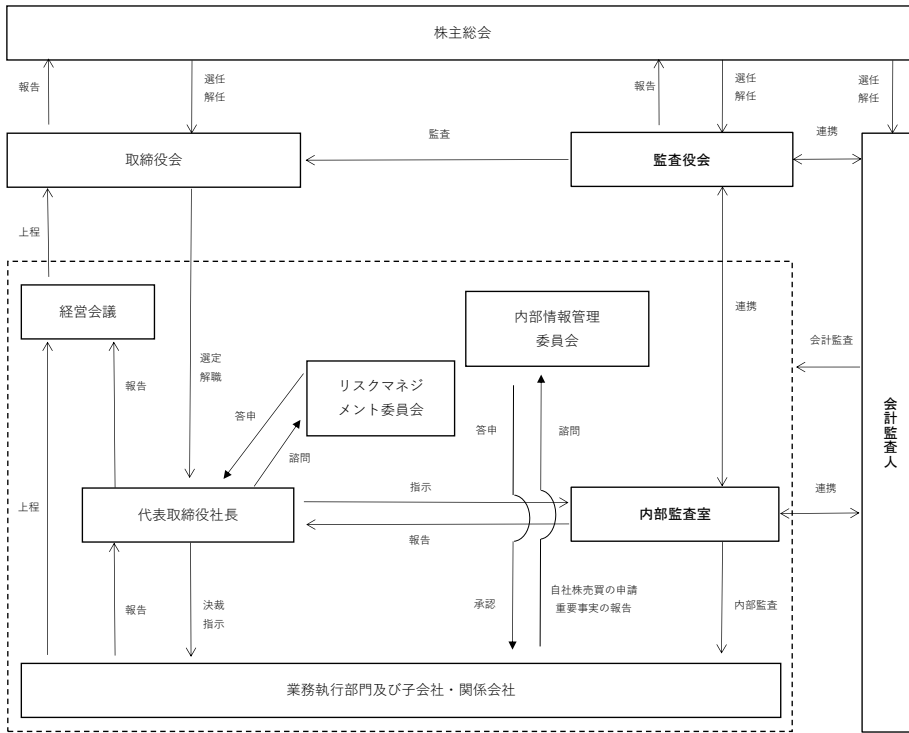 株主総会
報告
選任
解任
報告
選任
解任
選任
解任
取締役会
監査
監査役会
連携
上程
経営会議
内部情報管理
委員会
連携
会計監査
選定
解職
リスクマネジ
メント委員会
報告
答申
諮問
答申
諮問
会計監査人
上程
代表取締役社長
指示
報告
内部監査室
連携
報告
決裁
指示
承認
自社株売買の申請
重要事実の報告
内部監査
業務執行部門及び子会社・関係会社